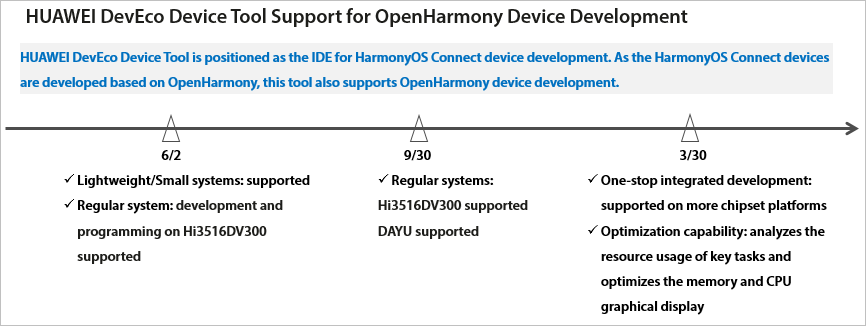 HUAWEI DevEco Device Tool Support for OpenHarmony Device Development
HUAWEI DevEco Device Tool is positioned as the IDE for HarmonyOS Connect device development. As the HarmonyOS Connect devices
are developed based on OpenHarmony, this tool also supports OpenHarmony device development.
6/2
✓ Lightweight/Small systems: supported
✓ Regular system: development and
programming on Hi3516DV300
supported
9/30
✓ Regular systems:
Hi3516DV300 supported
DAYU supported
3/30
✓ One-stop integrated development:
supported on more chipset platforms
✓ Optimization capability: analyzes the
resource usage of key tasks and
optimizes the memory and CPU
graphical display